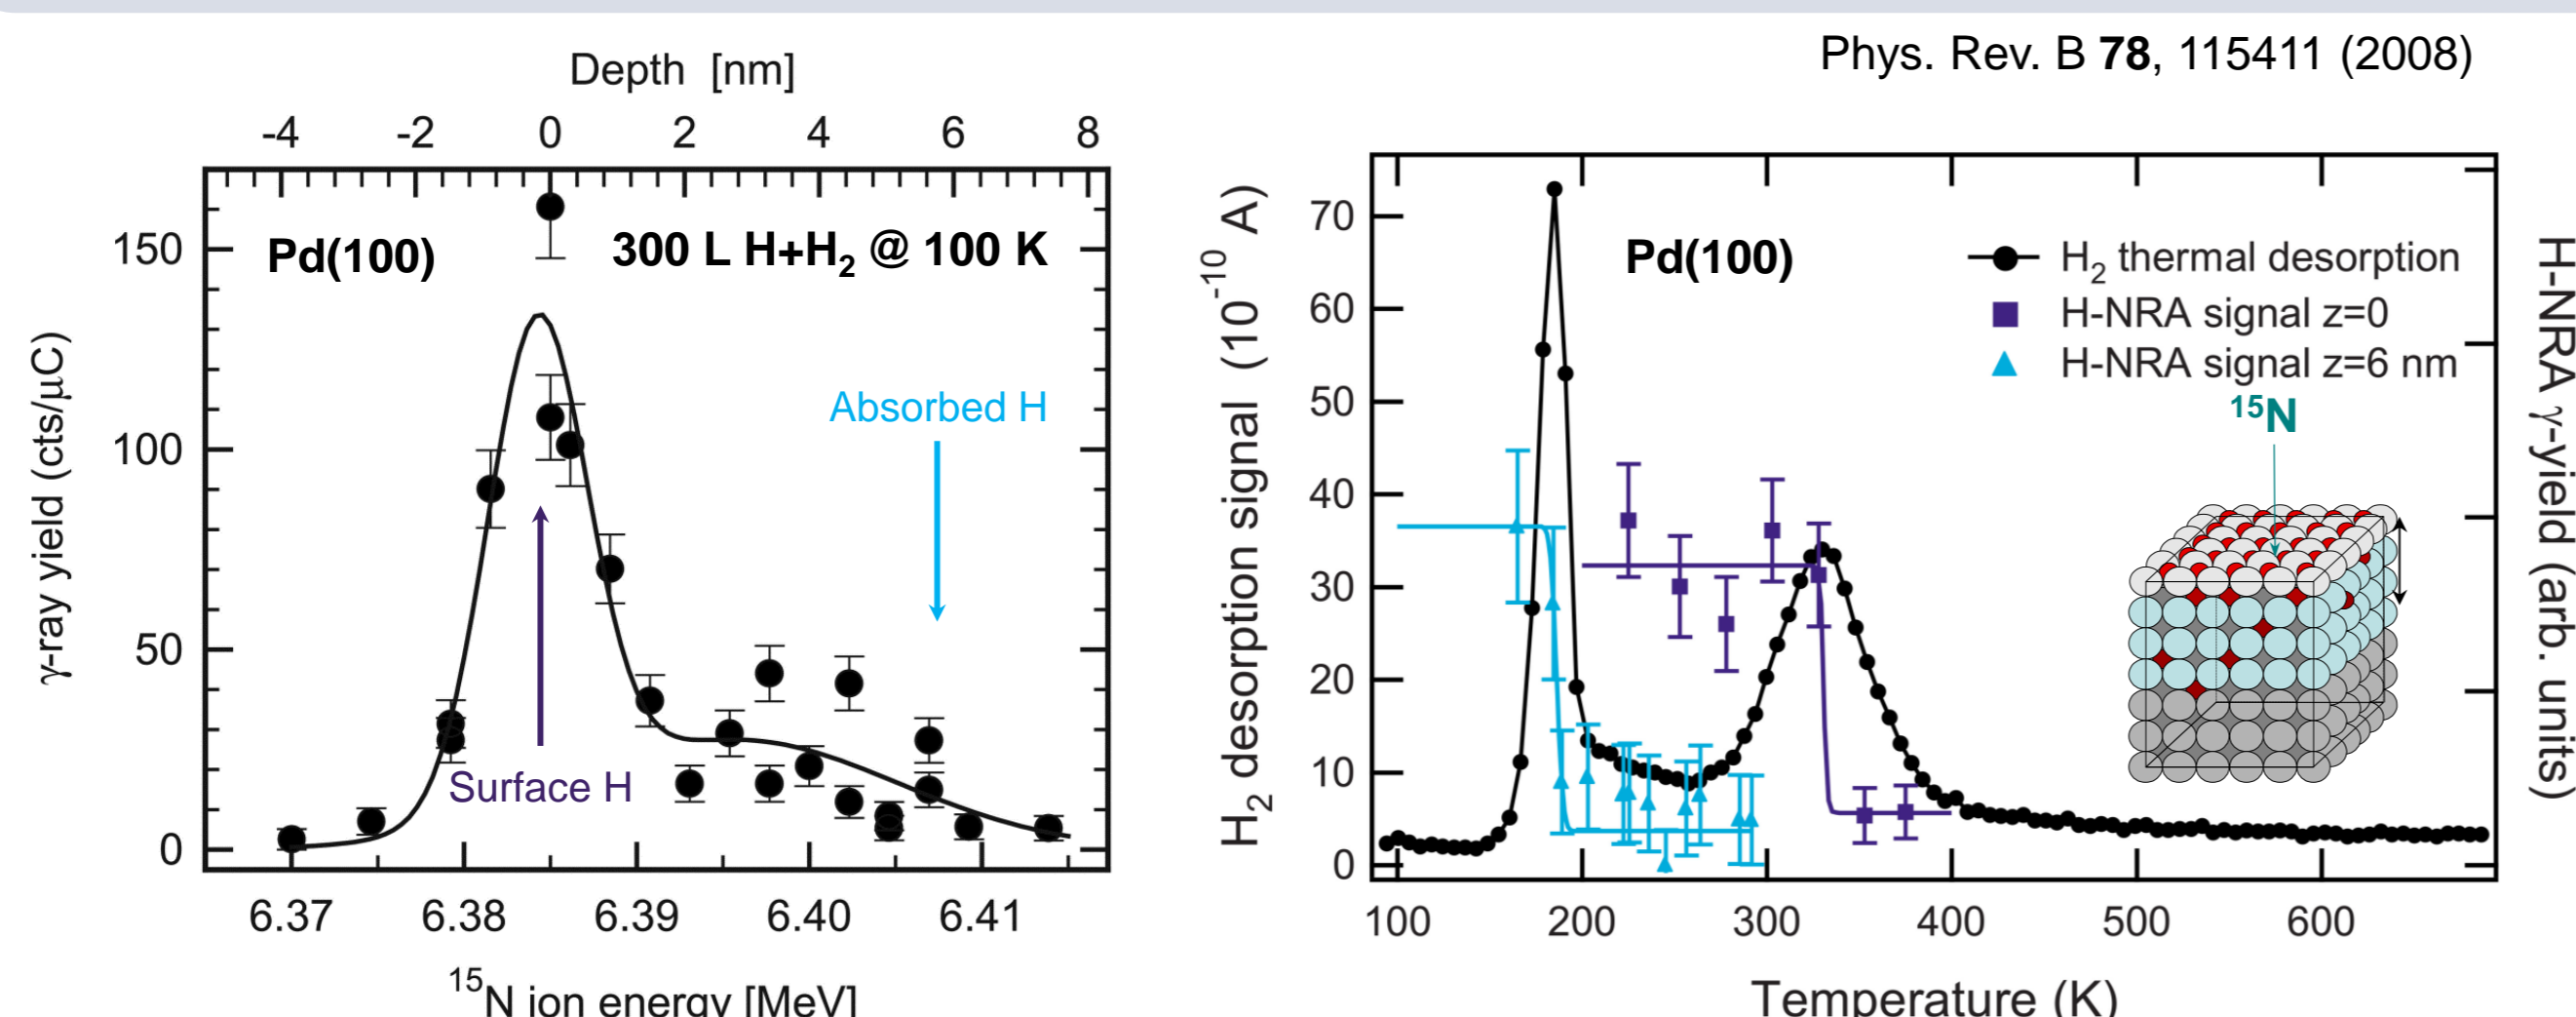 Phys. Rev. B 78, 115411 (2008)
Depth [nm]
-4 -2 0 2 4 6 8
Pd(100)
300 L H+H₂ @ 100 K
γ-ray yield (cts/μC)
150
100
50
0
Absorbed H
Surface H
6.37 6.38 6.39 6.40 6.41
¹⁵N ion energy [MeV]
H₂ desorption signal (10⁻¹⁰ A)
70
60
50
40
30
20
10
0
Pd(100)
H₂ thermal desorption
H-NRA signal z=0
H-NRA signal z=6 nm
¹⁵N
H-NRA γ-yield (arb. units)
100 200 300 400 500 600
Temperature (K)